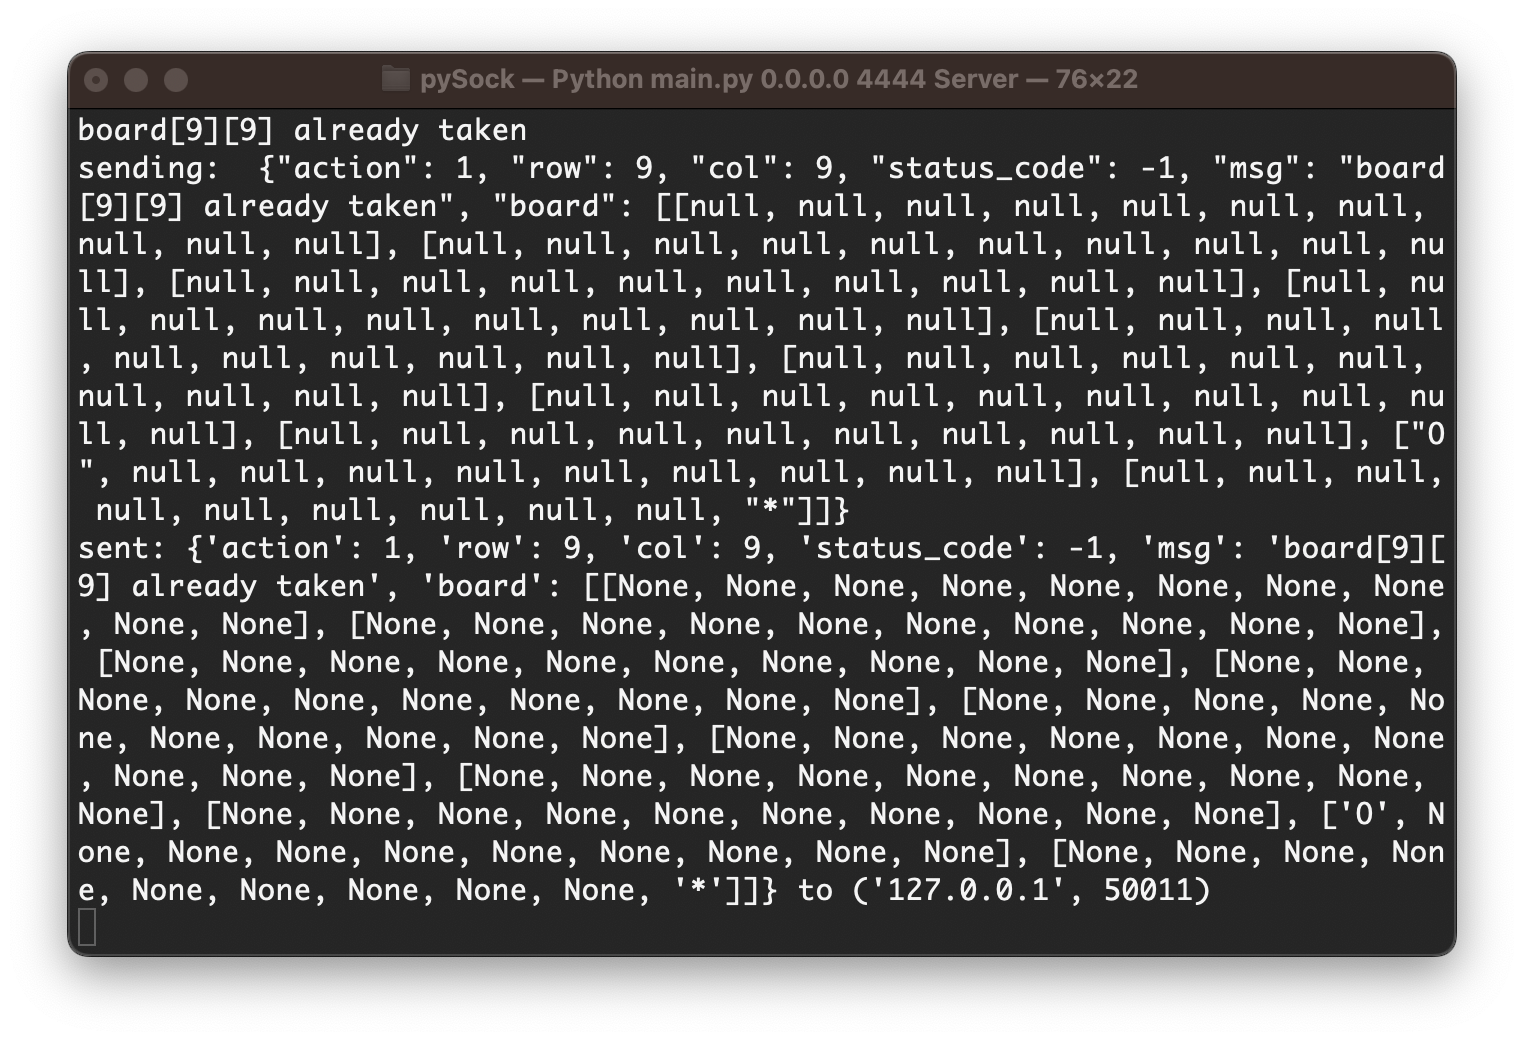 pySock — Python main.py 0.0.0.0 4444 Server — 76×22
board[9][9] already taken
sending:  {"action": 1, "row": 9, "col": 9, "status_code": -1, "msg": "board
[9][9] already taken", "board": [[null, null, null, null, null, null, null,
null, null, null], [null, null, null, null, null, null, null, null, null, nu
ll], [null, null, null, null, null, null, null, null, null, null], [null, nu
ll, null, null, null, null, null, null, null, null], [null, null, null, null
, null, null, null, null, null, null], [null, null, null, null, null, null,
null, null, null, null], [null, null, null, null, null, null, null, null, nu
ll, null], [null, null, null, null, null, null, null, null, null, null], ["O
", null, null, null, null, null, null, null, null, null], [null, null, null,
 null, null, null, null, null, null, "*"]]}
sent: {'action': 1, 'row': 9, 'col': 9, 'status_code': -1, 'msg': 'board[9][
9] already taken', 'board': [[None, None, None, None, None, None, None, None
, None, None], [None, None, None, None, None, None, None, None, None, None],
 [None, None, None, None, None, None, None, None, None, None], [None, None,
None, None, None, None, None, None, None, None], [None, None, None, None, No
ne, None, None, None, None, None], [None, None, None, None, None, None, None
, None, None, None], [None, None, None, None, None, None, None, None, None,
None], [None, None, None, None, None, None, None, None, None, None], ['O', N
one, None, None, None, None, None, None, None, None], [None, None, None, Non
e, None, None, None, None, None, '*']]} to ('127.0.0.1', 50011)